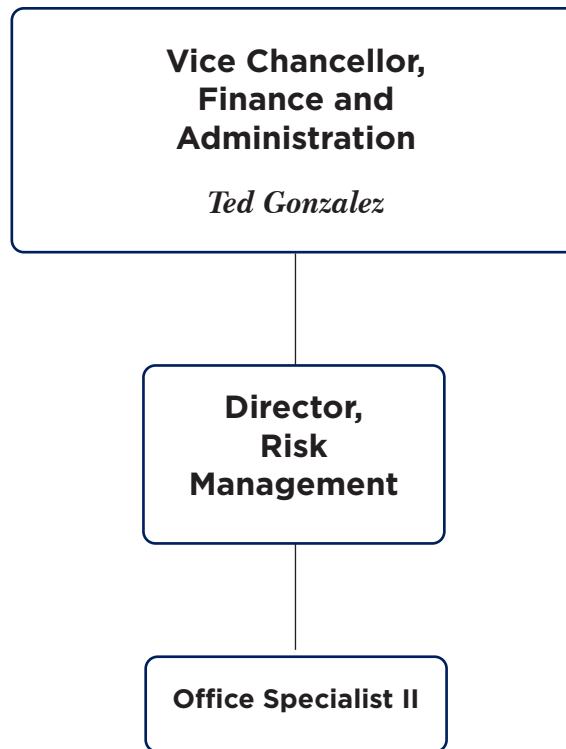 Vice Chancellor,
Finance and
Administration
Ted Gonzalez
Director,
Risk
Management
Office Specialist II